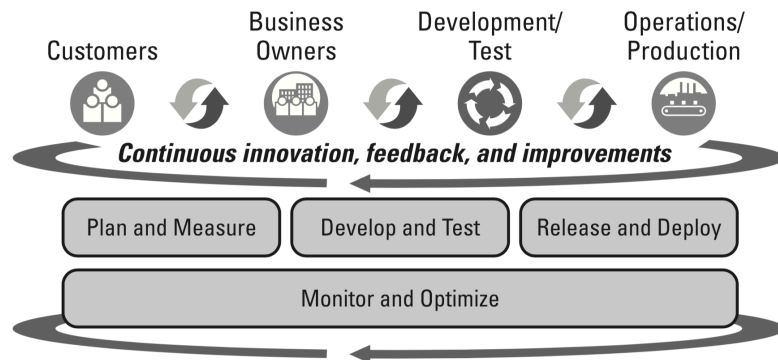 Customers
Business
Owners
Development/
Test
Operations/
Production
Continuous innovation, feedback, and improvements
Plan and Measure
Develop and Test
Release and Deploy
Monitor and Optimize